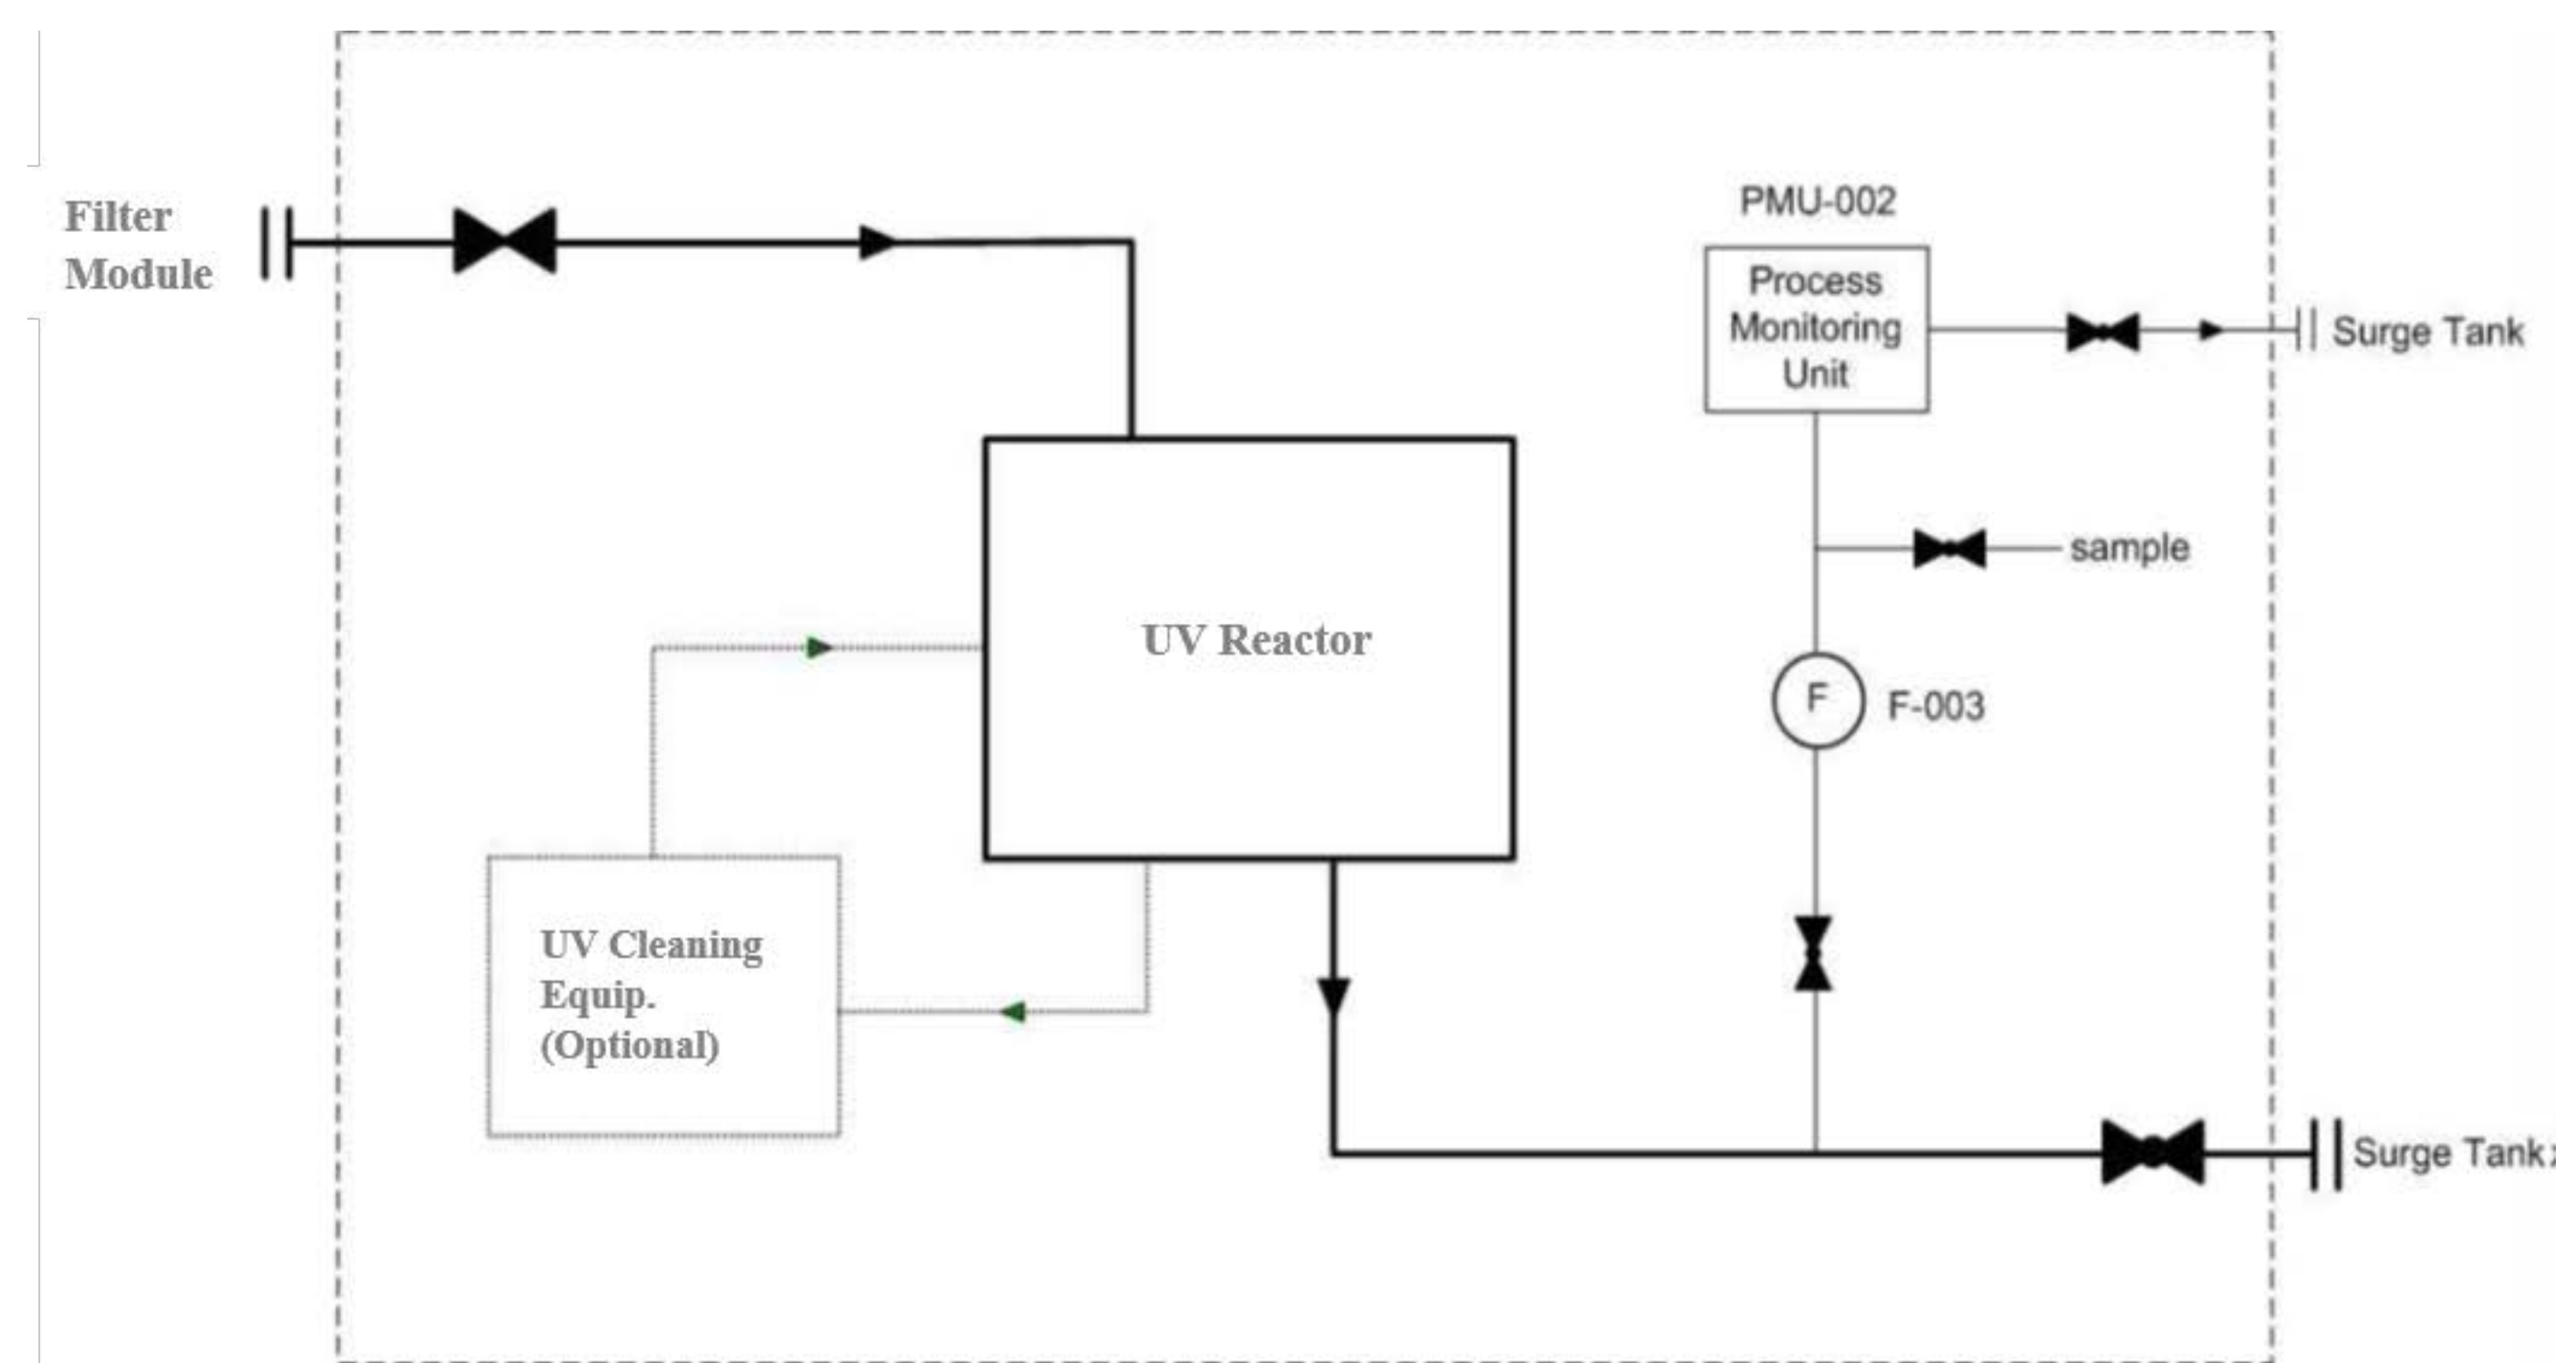 Filter
Module
PMU-002
Process
Monitoring
Unit
Surge Tank
sample
UV Reactor
F
F-003
UV Cleaning
Equip.
(Optional)
Surge Tank